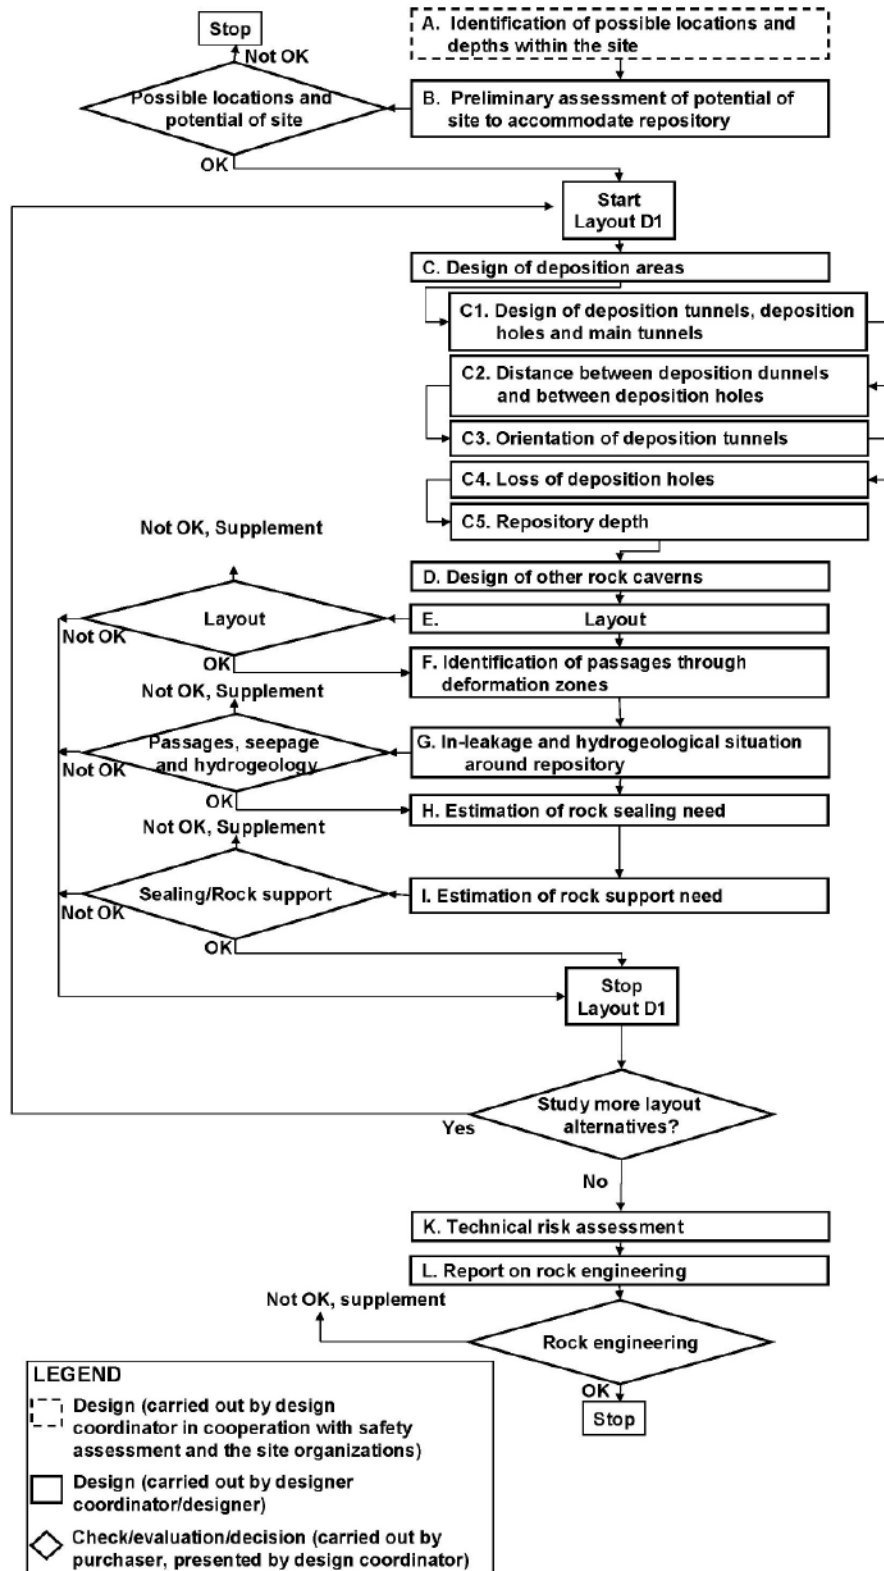 Stop
A. Identification of possible locations and
depths within the site
Not OK
Possible locations and
potential of site
B. Preliminary assessment of potential of
site to accommodate repository
OK
Start
Layout D1
C. Design of deposition areas
C1. Design of deposition tunnels, deposition
holes and main tunnels
C2. Distance between deposition dunnels
and between deposition holes
C3. Orientation of deposition tunnels
C4. Loss of deposition holes
C5. Repository depth
Not OK, Supplement
D. Design of other rock caverns
Layout
E. Layout
Not OK
OK
F. Identification of passages through
deformation zones
Not OK, Supplement
Passages, seepage
and hydrogeology
G. In-leakage and hydrogeological situation
around repository
Not OK
OK
H. Estimation of rock sealing need
Not OK, Supplement
Sealing/Rock support
I. Estimation of rock support need
Not OK
OK
Stop
Layout D1
Study more layout
alternatives?
Yes
No
K. Technical risk assessment
L. Report on rock engineering
Not OK, supplement
Rock engineering
OK
Stop
LEGEND
Design (carried out by design
coordinator in cooperation with safety
assessment and the site organizations)
Design (carried out by designer
coordinator/designer)
Check/evaluation/decision (carried out by
purchaser, presented by design coordinator)